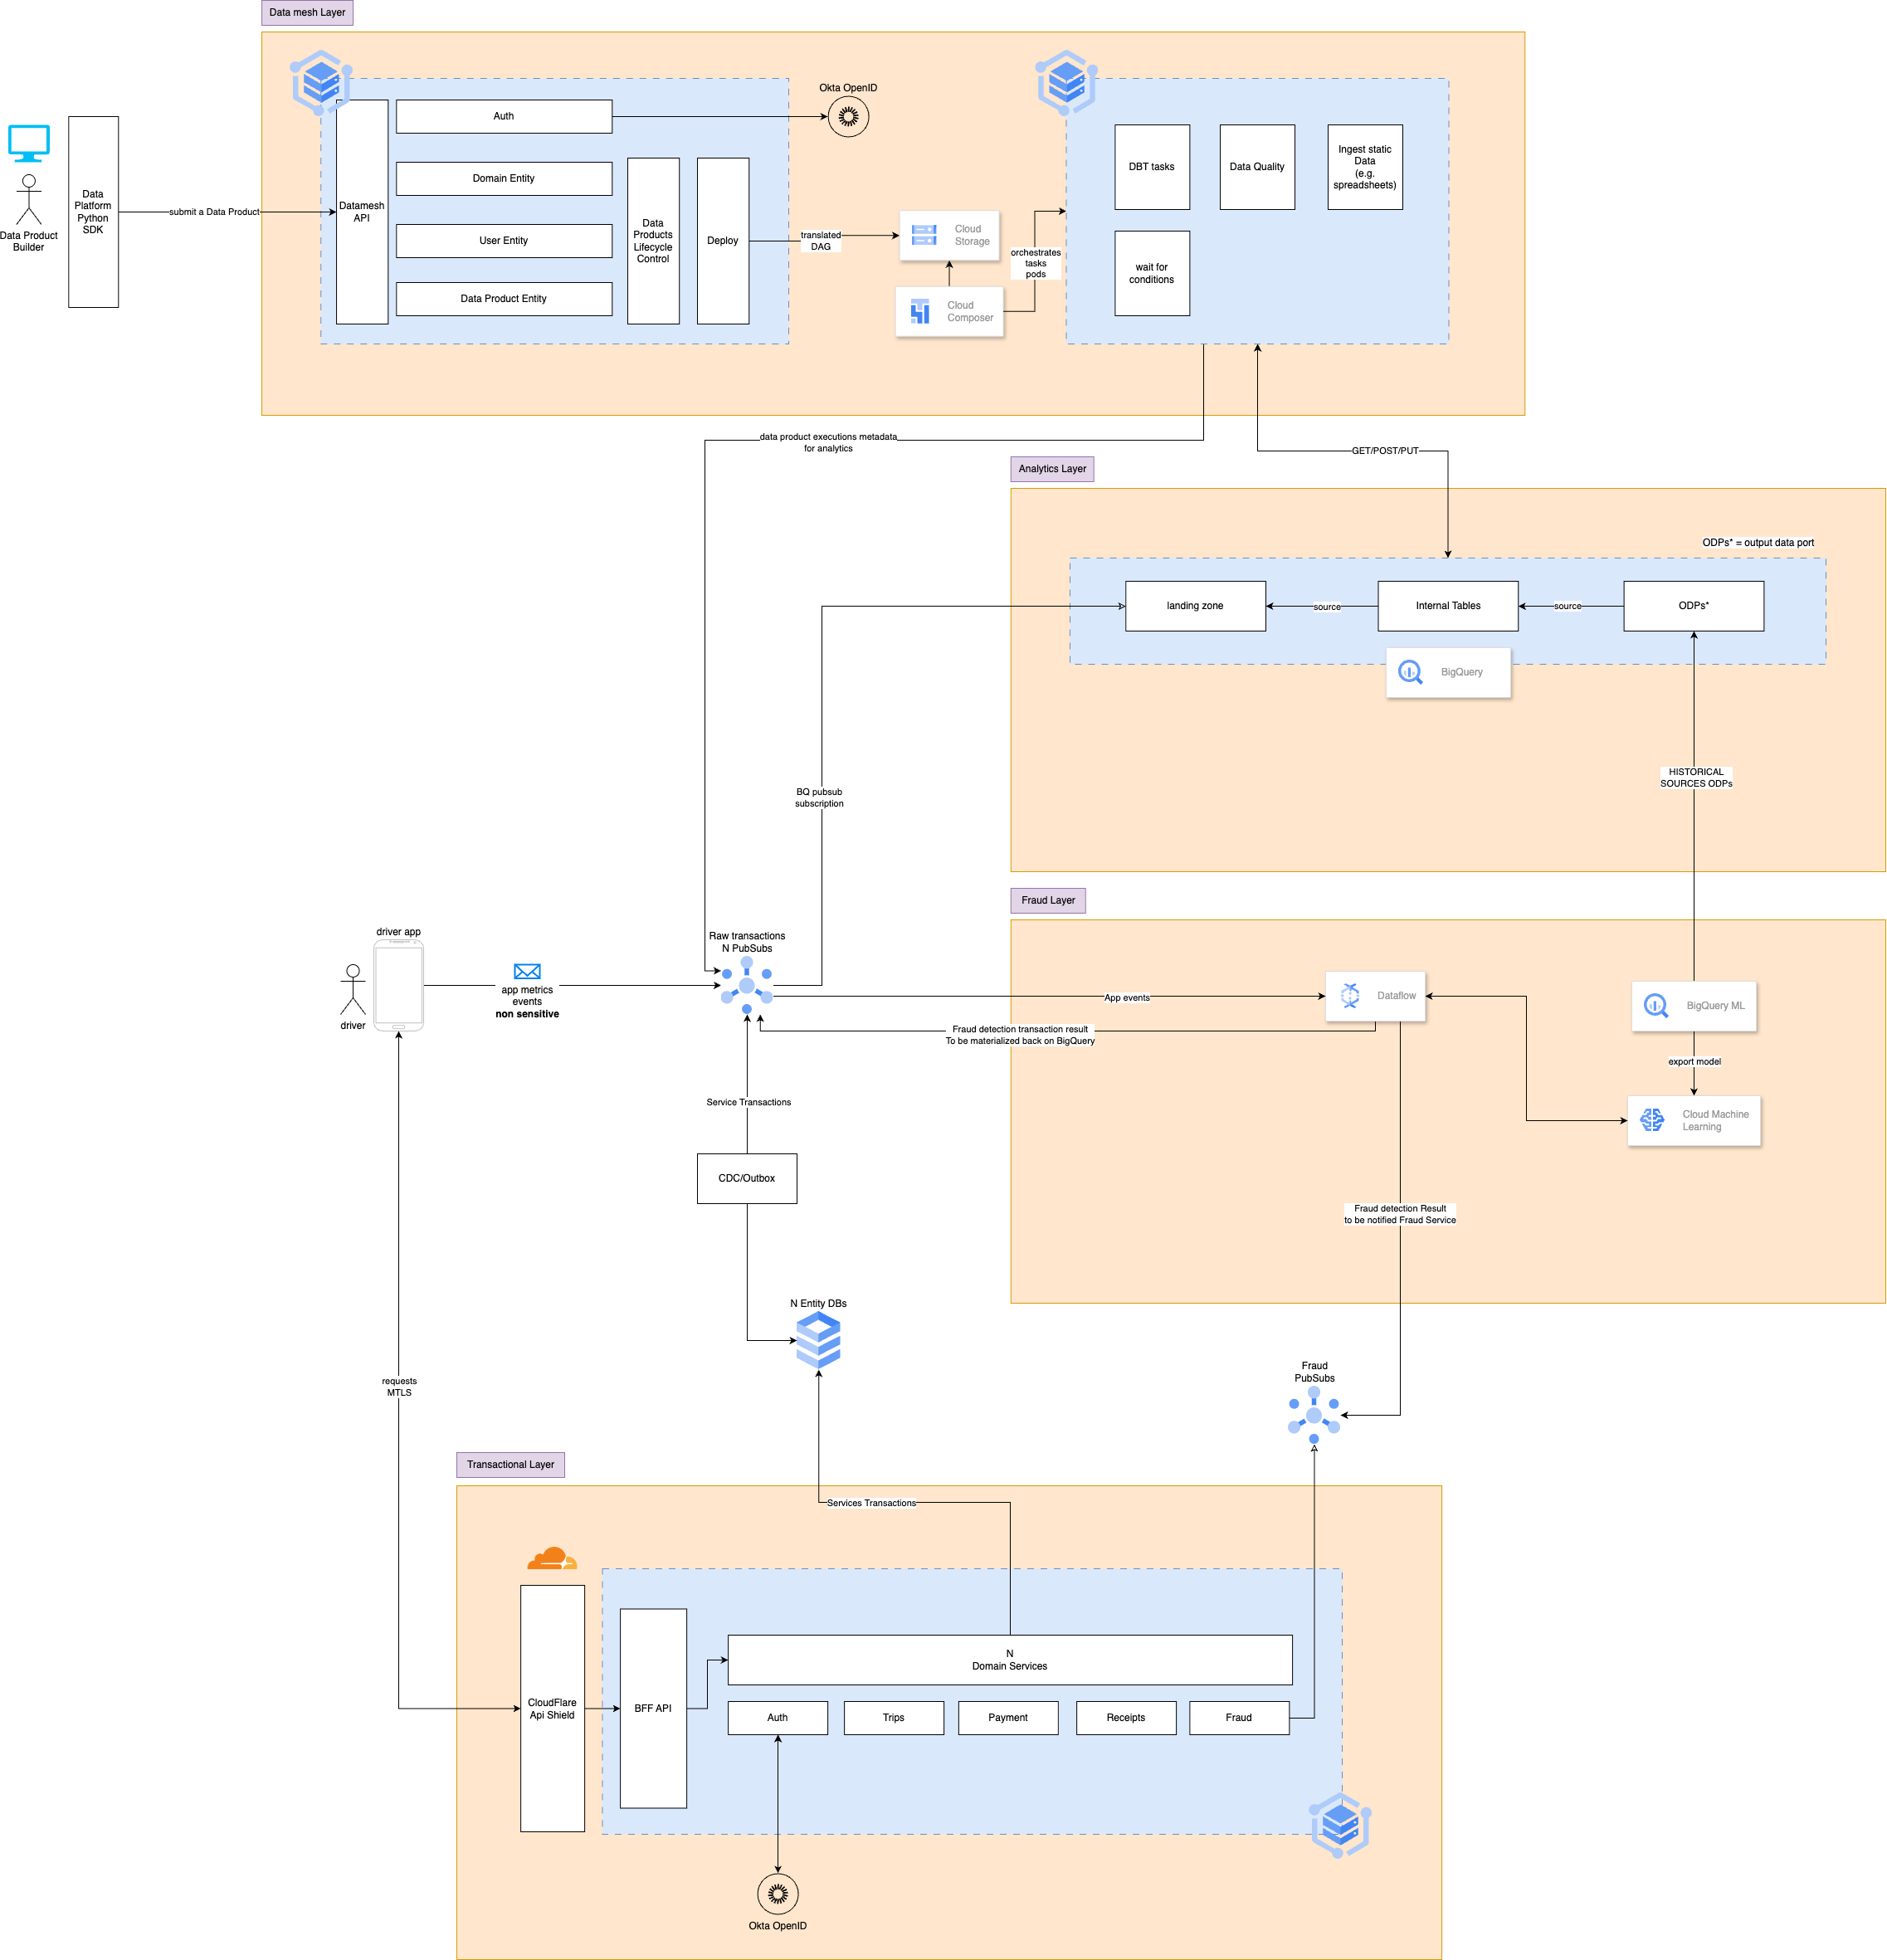 Data mesh Layer
Okta OpenID
Auth
Domain Entity
User Entity
Data Product Entity
Datamesh
API
Data
Products
Lifecycle
Control
Deploy
Data
Platform
Python
SDK
Data Product
Builder
submit a Data Product
translated
DAG
Cloud
Storage
Cloud
Composer
orchestrates
tasks
pods
DBT tasks
Data Quality
Ingest static
Data
(e.g.
spreadsheets)
wait for
conditions
data product executions metadata
for analytics
GET/POST/PUT
Analytics Layer
ODPs* = output data port
landing zone
source
Internal Tables
source
ODPs*
BigQuery
HISTORICAL
SOURCES ODPs
BQ pubsub
subscription
Fraud Layer
driver app
driver
app metrics
events
non sensitive
Raw transactions
N PubSubs
App events
Dataflow
BigQuery ML
Fraud detection transaction result
To be materialized back on BigQuery
export model
Cloud Machine
Learning
Service Transactions
CDC/Outbox
Fraud detection Result
to be notified Fraud Service
N Entity DBs
Fraud
PubSubs
requests
MTLS
Transactional Layer
Services Transactions
CloudFlare
Api Shield
BFF API
N
Domain Services
Auth
Trips
Payment
Receipts
Fraud
Okta OpenID